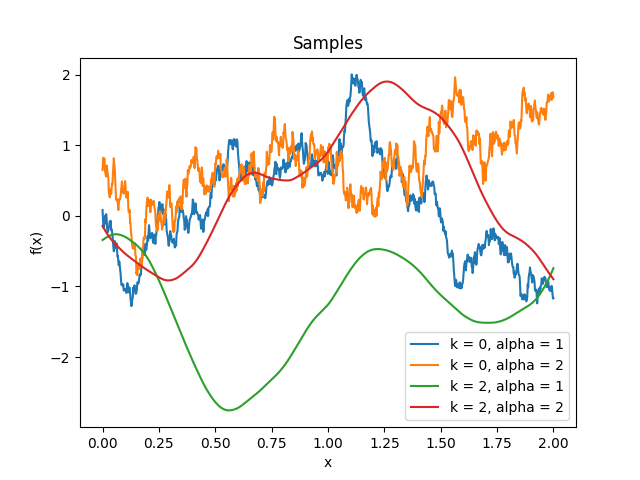 Samples
2
1
0
−1
−2
f(x)
0.00 0.25 0.50 0.75 1.00 1.25 1.50 1.75 2.00
x
k = 0, alpha = 1
k = 0, alpha = 2
k = 2, alpha = 1
k = 2, alpha = 2